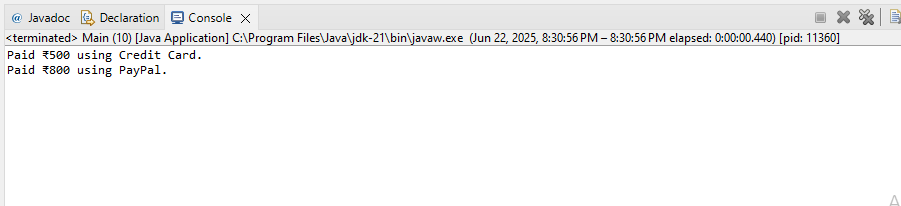 @ Javadoc Declaration Console
<terminated> Main (10) [Java Application] C:\Program Files\Java\jdk-21\bin\javaw.exe (Jun 22, 2025, 8:30:56 PM – 8:30:56 PM elapsed: 0:00:00.440) [pid: 11360]
Paid ₹500 using Credit Card.
Paid ₹800 using PayPal.
A